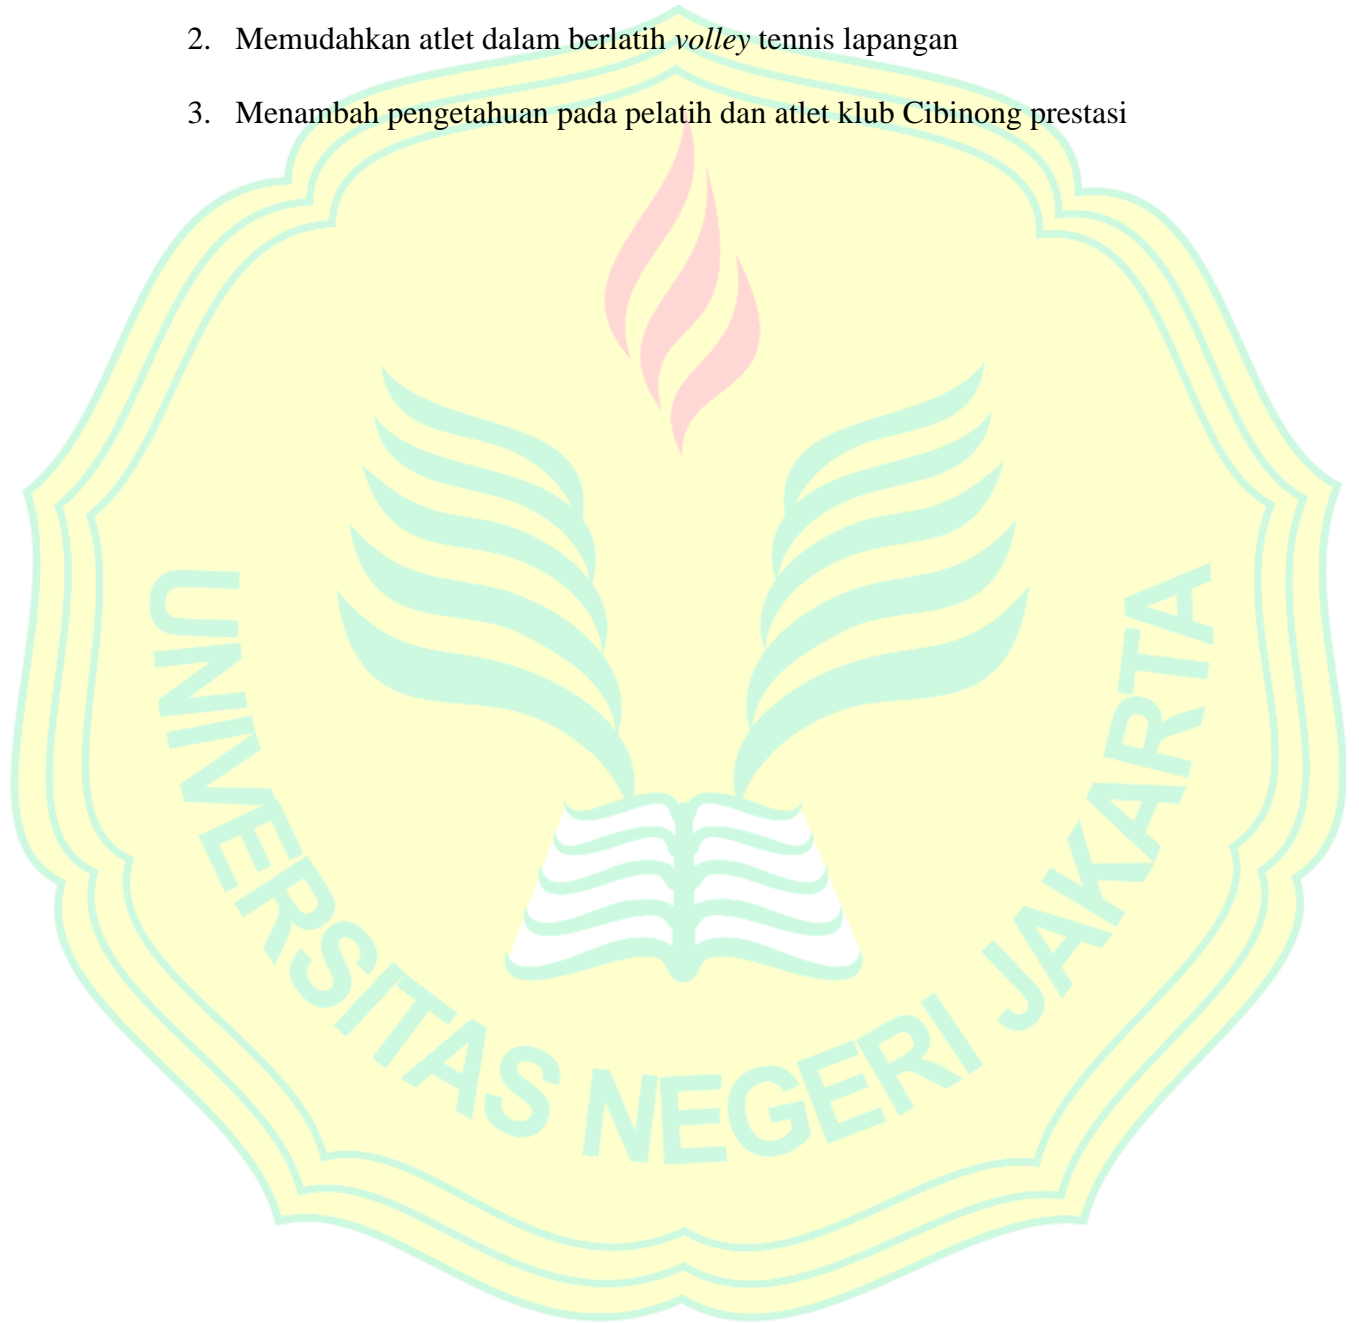 2. Memudahkan atlet dalam berlatih volley tennis lapangan
3. Menambah pengetahuan pada pelatih dan atlet klub Cibinong prestasi
UNIVERSITAS NEGERI JAKARTA